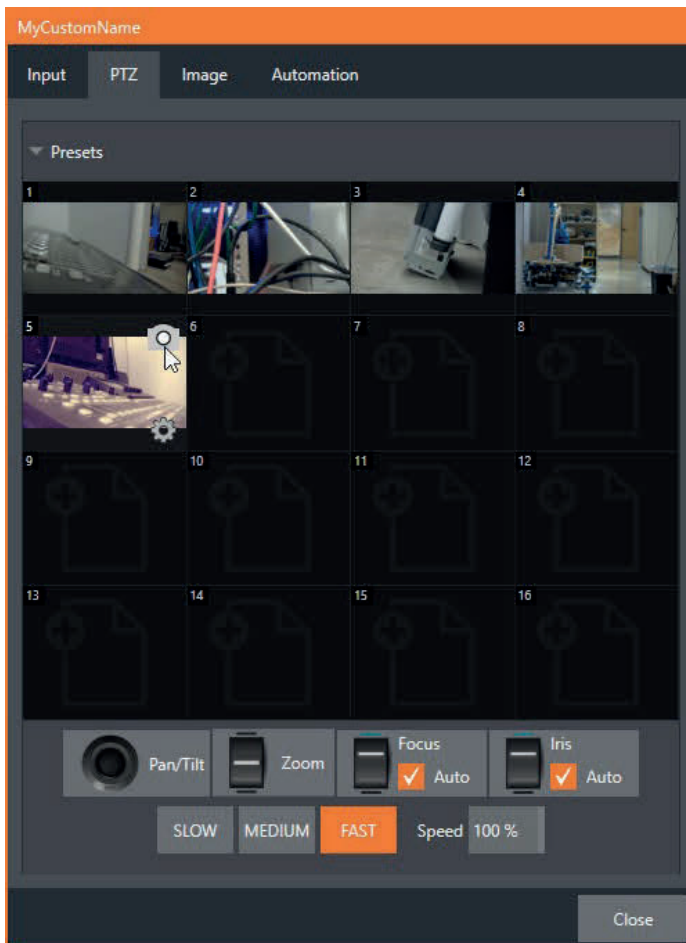 MyCustomName
Input PTZ Image Automation
Presets
1 2 3 4
5 6 7 8
9 10 11 12
13 14 15 16
Pan/Tilt Zoom Focus Auto Iris Auto
SLOW MEDIUM FAST Speed 100 %
Close